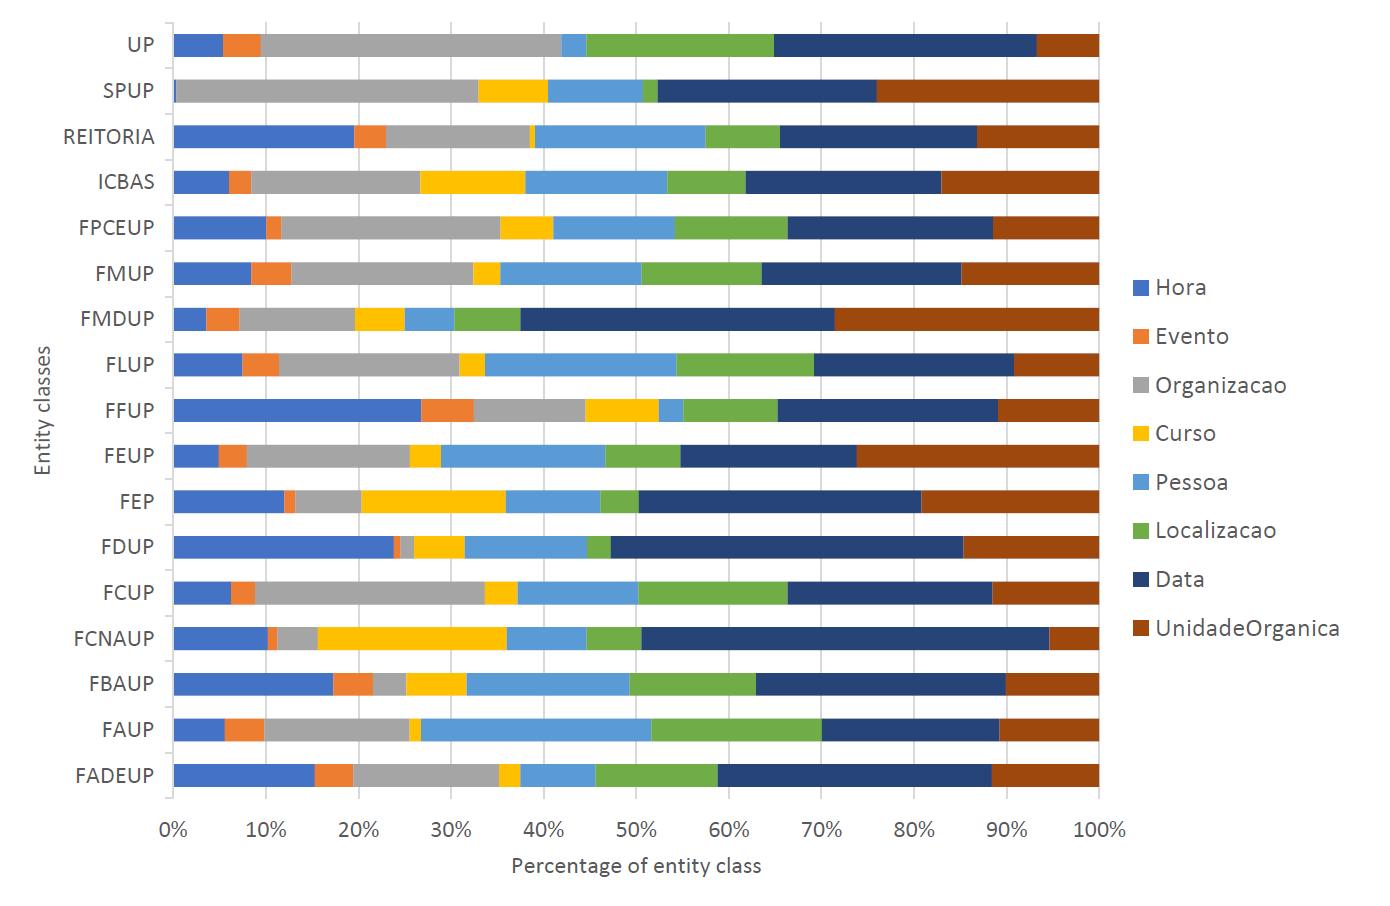 UP
SPUP
REITORIA
ICBAS
FPCEUP
FMUP
FMDUP
FLUP
FFUP
FEUP
FEP
FDUP
FCUP
FCNAUP
FBAUP
FAUP
FADEUP
Entity classes
0% 10% 20% 30% 40% 50% 60% 70% 80% 90% 100%
Percentage of entity class
Hora
Evento
Organizacao
Curso
Pessoa
Localizacao
Data
UnidadeOrganica